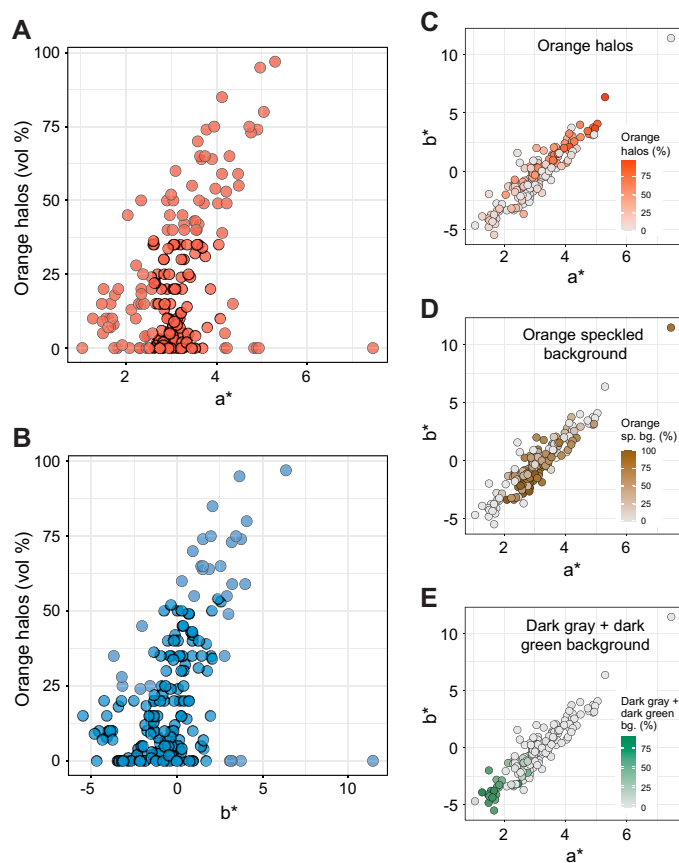 A
Orange halos (vol %)
100
75
50
25
0
2
4
6
a*
B
Orange halos (vol %)
100
75
50
25
0
-5
0
5
10
b*
C
Orange halos
b*
10
5
0
-5
Orange
halos (%)
75
50
25
0
2
4
6
a*
D
Orange speckled
background
b*
10
5
0
-5
Orange
sp. bg. (%)
100
75
50
25
0
2
4
6
a*
E
Dark gray + dark
green background
b*
10
5
0
-5
Dark gray +
dark green
bg. (%)
75
50
25
0
2
4
6
a*